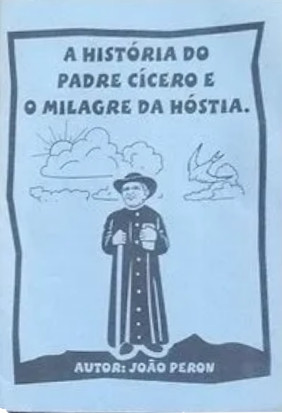 A HISTÓRIA DO
PADRE CÍCERO E
O MILAGRE DA HÓSTIA.
AUTOR: JOÃO PERON